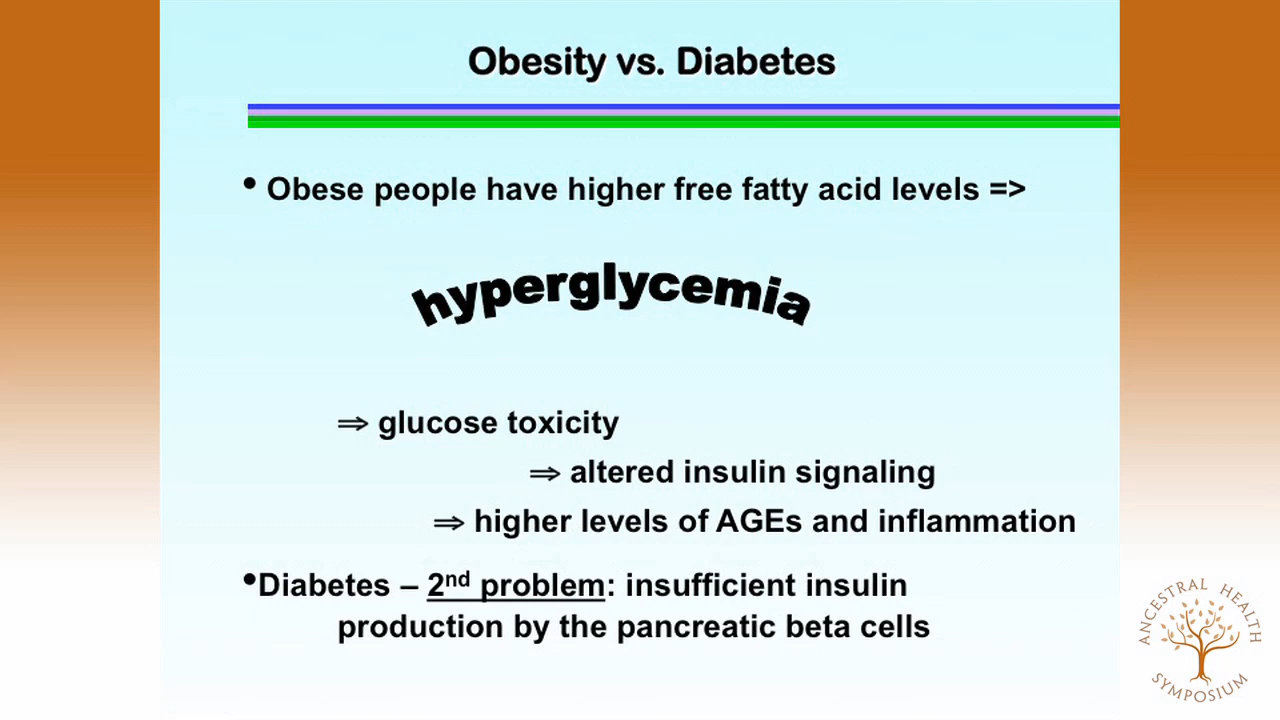 Obesity vs. Diabetes
• Obese people have higher free fatty acid levels =>
hyperglycemia
⇒ glucose toxicity
⇒ altered insulin signaling
⇒ higher levels of AGEs and inflammation
•Diabetes – 2nd problem: insufficient insulin
production by the pancreatic beta cells
ANCESTRAL HEALTH
SYMPOSIUM